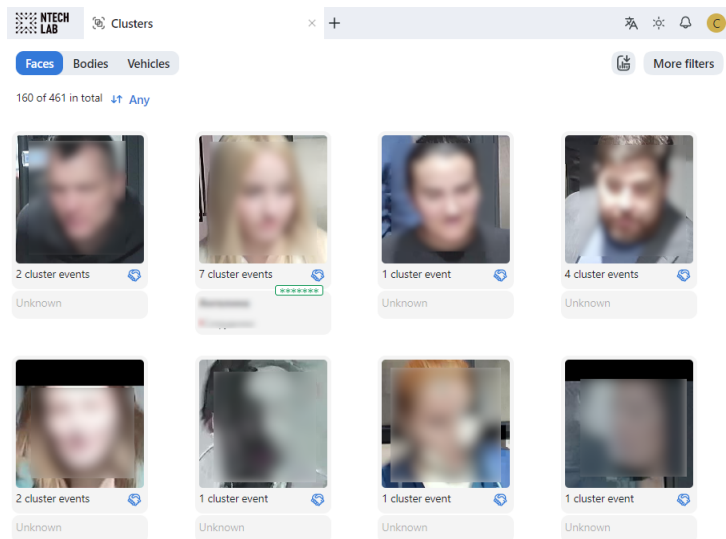 NTECH
LAB
Clusters
Faces
Bodies
Vehicles
More filters
160 of 461 in total
Any
C
2 cluster events
7 cluster events
1 cluster event
4 cluster events
Unknown
*******
Unknown
Unknown
2 cluster events
1 cluster event
1 cluster event
1 cluster event
Unknown
Unknown
Unknown
Unknown